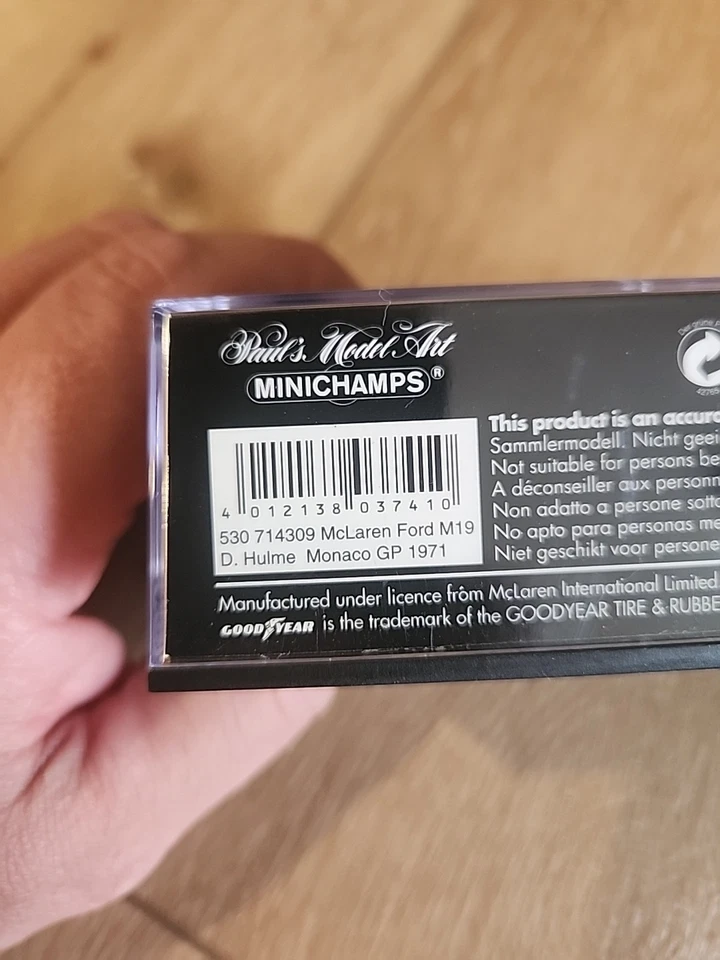 Paul's Model Art
MINICHAMPS®
4 012138 037410
530 714309 McLaren Ford M19
D. Hulme Monaco GP 1971
This product is an accura
Sammlermodell. Nicht geei
Not suitable for persons be
A déconseiller aux personn
Non adatto a persone sotto
No apto para personas me
Niet geschikt voor persone
Manufactured under licence from McLaren International Limited
GOODYEAR is the trademark of the GOODYEAR TIRE & RUBBE